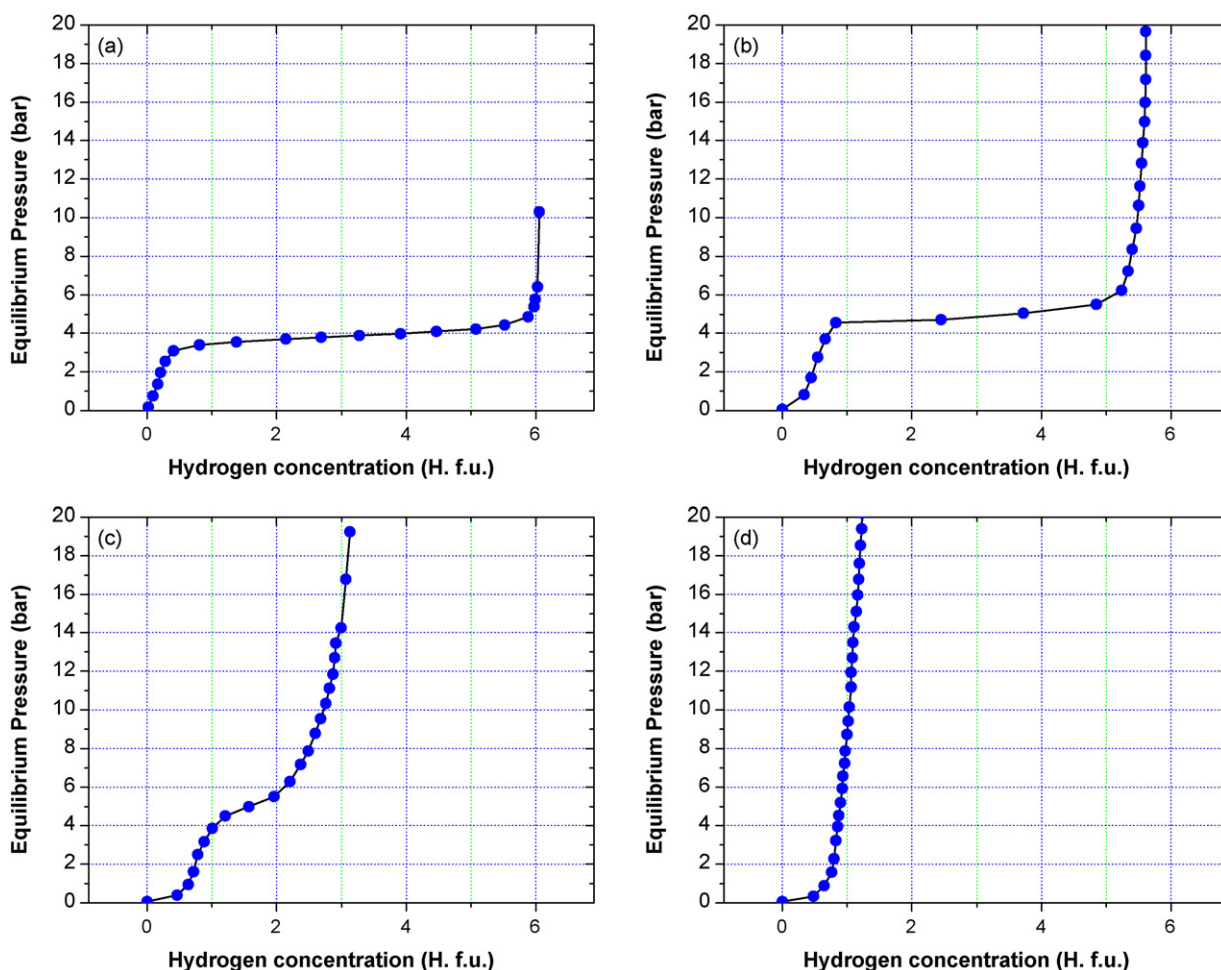 (a)
20
18
16
14
12
10
8
6
4
2
0
Equilibrium Pressure (bar)
0 2 4 6
Hydrogen concentration (H. f.u.)
(b)
20
18
16
14
12
10
8
6
4
2
0
Equilibrium Pressure (bar)
0 2 4 6
Hydrogen concentration (H. f.u.)
(c)
20
18
16
14
12
10
8
6
4
2
0
Equilibrium Pressure (bar)
0 2 4 6
Hydrogen concentration (H. f.u.)
(d)
20
18
16
14
12
10
8
6
4
2
0
Equilibrium Pressure (bar)
0 2 4 6
Hydrogen concentration (H. f.u.)